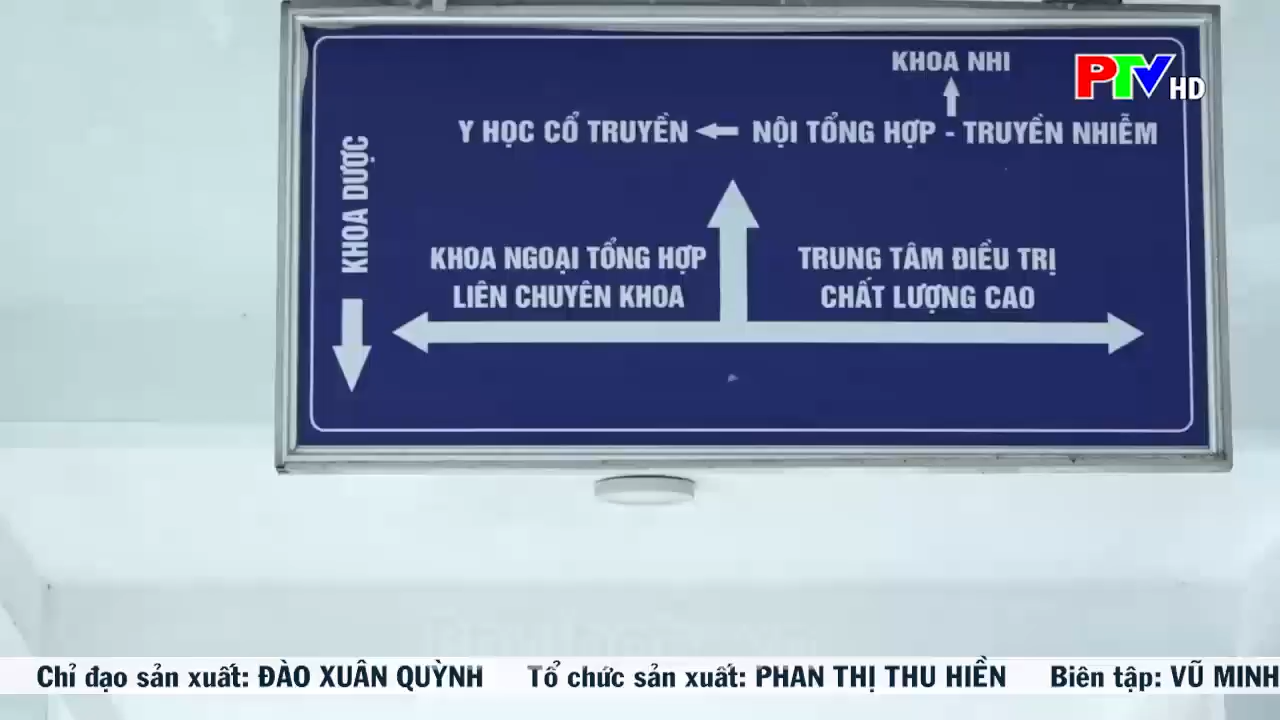 KHOA NHI
PTV HD
Y HỌC CỔ TRUYỀN
NỘI TỔNG HỢP - TRUYỀN NHIỄM
KHOA DƯỢC
KHOA NGOẠI TỔNG HỢP
LIÊN CHUYÊN KHOA
TRUNG TÂM ĐIỀU TRỊ
CHẤT LƯỢNG CAO
Chỉ đạo sản xuất: ĐÀO XUÂN QUỲNH Tổ chức sản xuất: PHAN THỊ THU HIỀN Biên tập: VŨ MINH